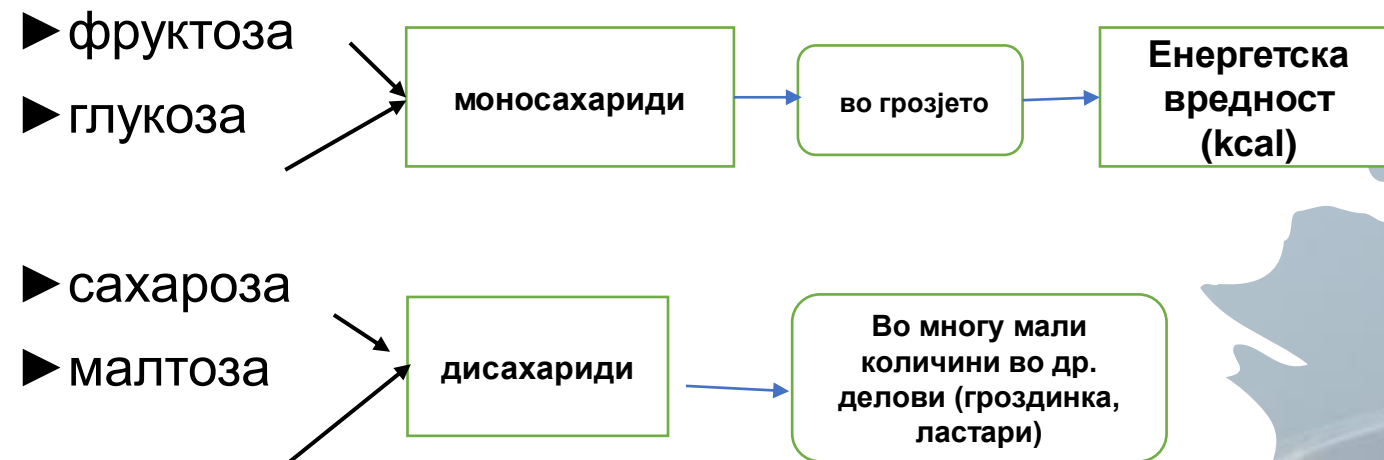 ►фруктоза
►глукоза
моносахариди
во грозјето
Енергетска
вредност
(kcal)
►сахароза
►малтоза
дисахариди
Во многу мали
количини во др.
делови (гроздинка,
ластари)